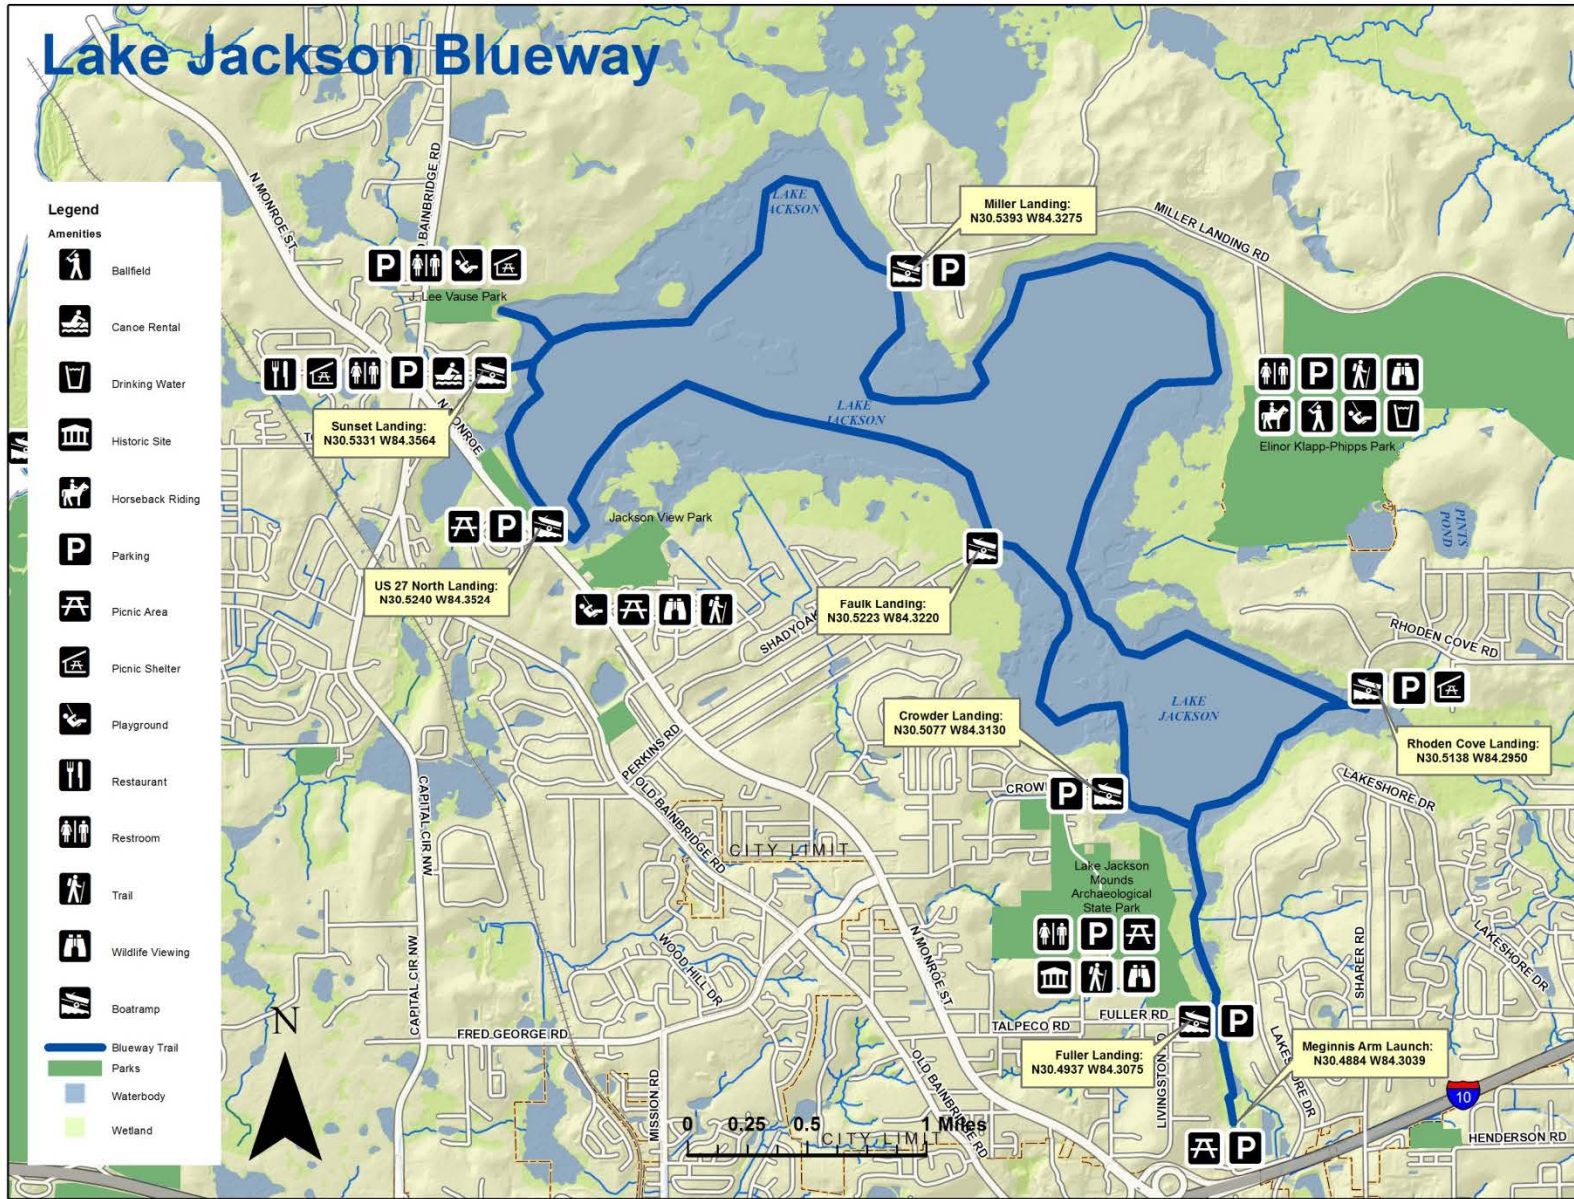 Lake Jackson Blueway
Legend
Amenities
Ballfield
Canoe Rental
Drinking Water
Historic Site
Horseback Riding
Parking
Picnic Area
Picnic Shelter
Playground
Restaurant
Restroom
Trail
Wildlife Viewing
Boatramp
Blueway Trail
Parks
Waterbody
Wetland
N
N MONROE ST
BAINBRIDGE RD
P
J. Lee Vause Park
P
Sunset Landing:
N30.5331 W84.3564
N MONROE
P
US 27 North Landing:
N30.5240 W84.3524
Jackson View Park
LAKE
JACKSON
Miller Landing:
N30.5393 W84.3275
P
MILLER LANDING RD
LAKE
JACKSON
P
Elinor Klapp-Phipps Park
PINTS
POND
Faulk Landing:
N30.5223 W84.3220
SHADYOAK
RHODEN COVE RD
P
Rhoden Cove Landing:
N30.5138 W84.2950
LAKE
JACKSON
Crowder Landing:
N30.5077 W84.3130
CROW
P
LAKESHORE DR
PERKINS RD
OLD BAINBRIDGE RD
CAPITAL CIR NW
CITY LIMIT
Lake Jackson
Mounds
Archaeological
State Park
P
N MONROE ST
WOOD HILL DR
CAPITAL CIR NW
FRED GEORGE RD
MISSION RD
OLD BAINBRIDGE RD
TALPECO RD
FULLER RD
P
Fuller Landing:
N30.4937 W84.3075
LIVINGSTON RD
Meginnis Arm Launch:
N30.4884 W84.3039
LAKESHORE DR
SHARER RD
LAKESHORE DR
P
10
HENDERSON RD
0 0.25 0.5 1 Miles
CITY LIMIT